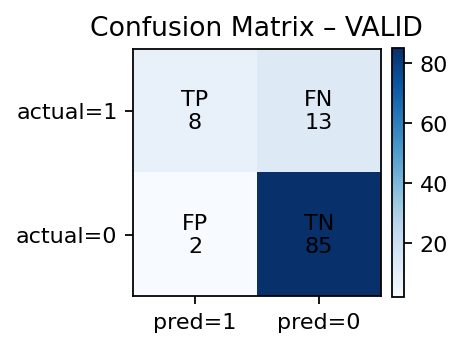 Confusion Matrix – VALID
actual=1
TP
8
FN
13
actual=0
FP
2
TN
85
pred=1
pred=0
80
60
40
20